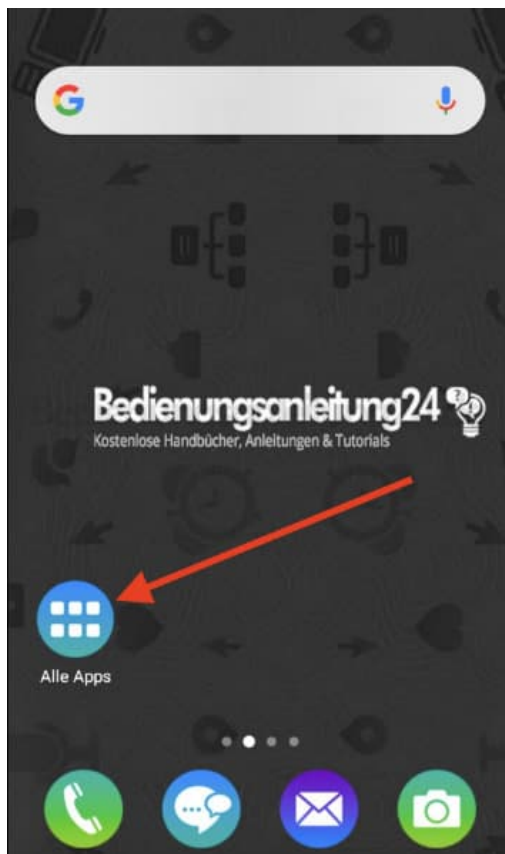 Bedienungsanleitung24
Kostenlose Handbücher, Anleitungen & Tutorials
Alle Apps